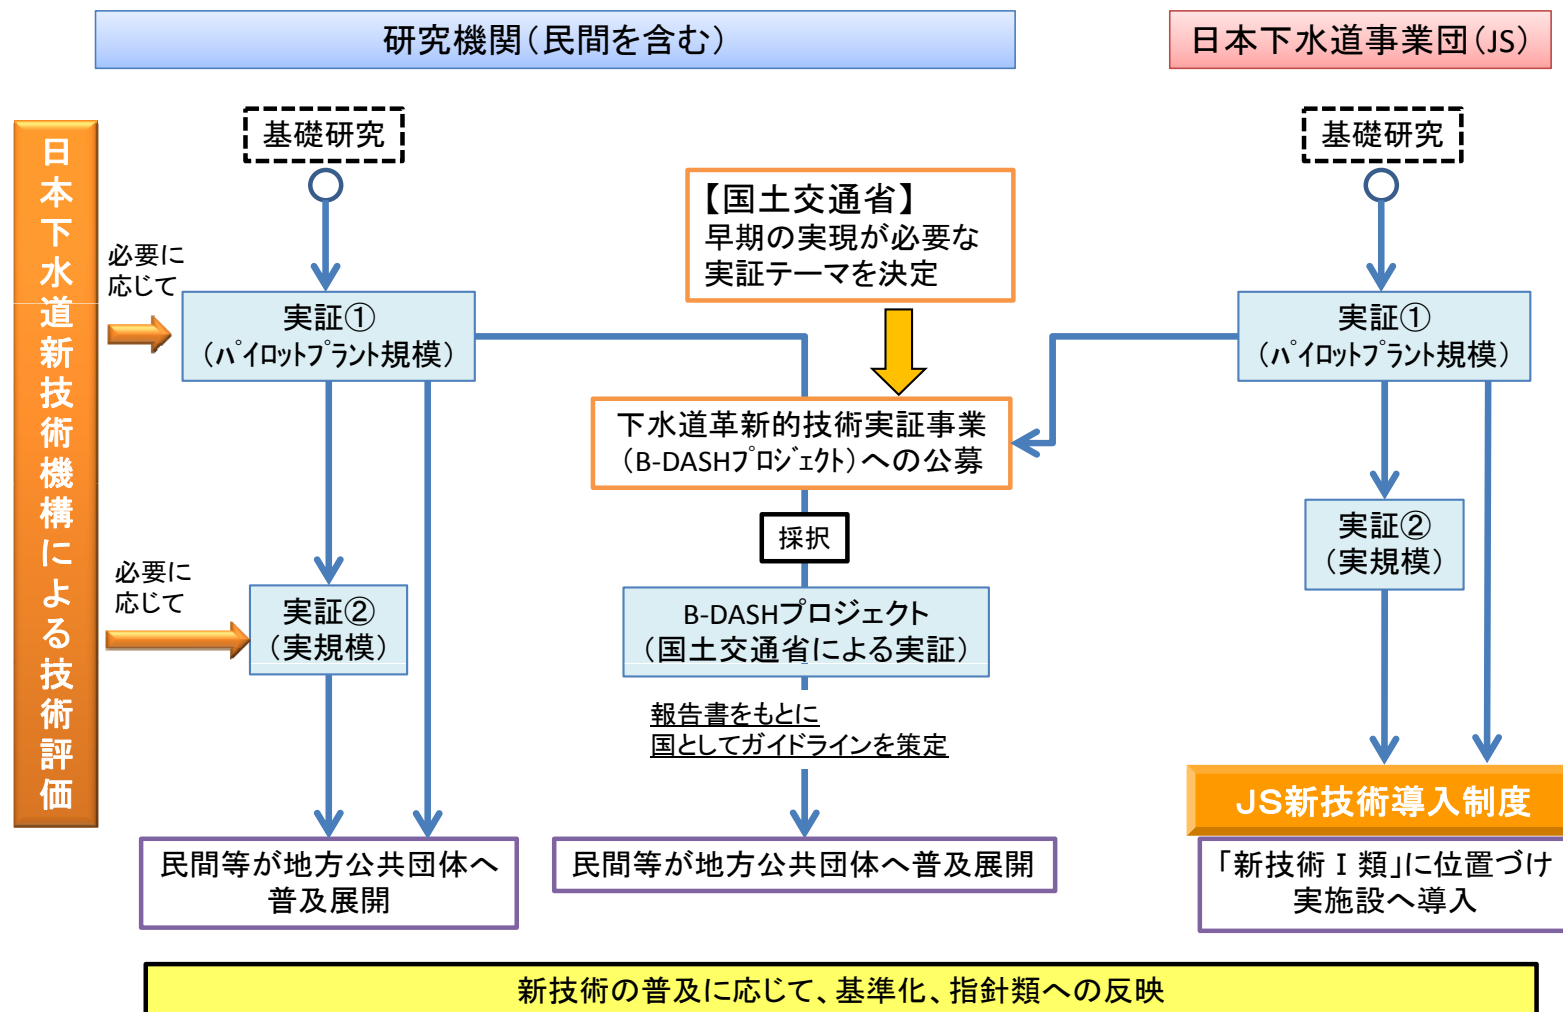 研究機関（民間を含む）
日本下水道事業団（JS）
日本下水道新技術機構による技術評価
基礎研究
必要に
応じて
実証①
（ﾊﾟｲﾛｯﾄﾌﾟﾗﾝﾄ規模）
必要に
応じて
実証②
（実規模）
民間等が地方公共団体へ
普及展開
【国土交通省】
早期の実現が必要な
実証テーマを決定
下水道革新的技術実証事業
（B-DASHﾌﾟﾛｼﾞｪｸﾄ）への公募
採択
B-DASHプロジェクト
（国土交通省による実証）
報告書をもとに
国としてガイドラインを策定
民間等が地方公共団体へ普及展開
基礎研究
実証①
（ﾊﾟｲﾛｯﾄﾌﾟﾗﾝﾄ規模）
実証②
（実規模）
ＪＳ新技術導入制度
「新技術Ⅰ類」に位置づけ
実施設へ導入
新技術の普及に応じて、基準化、指針類への反映